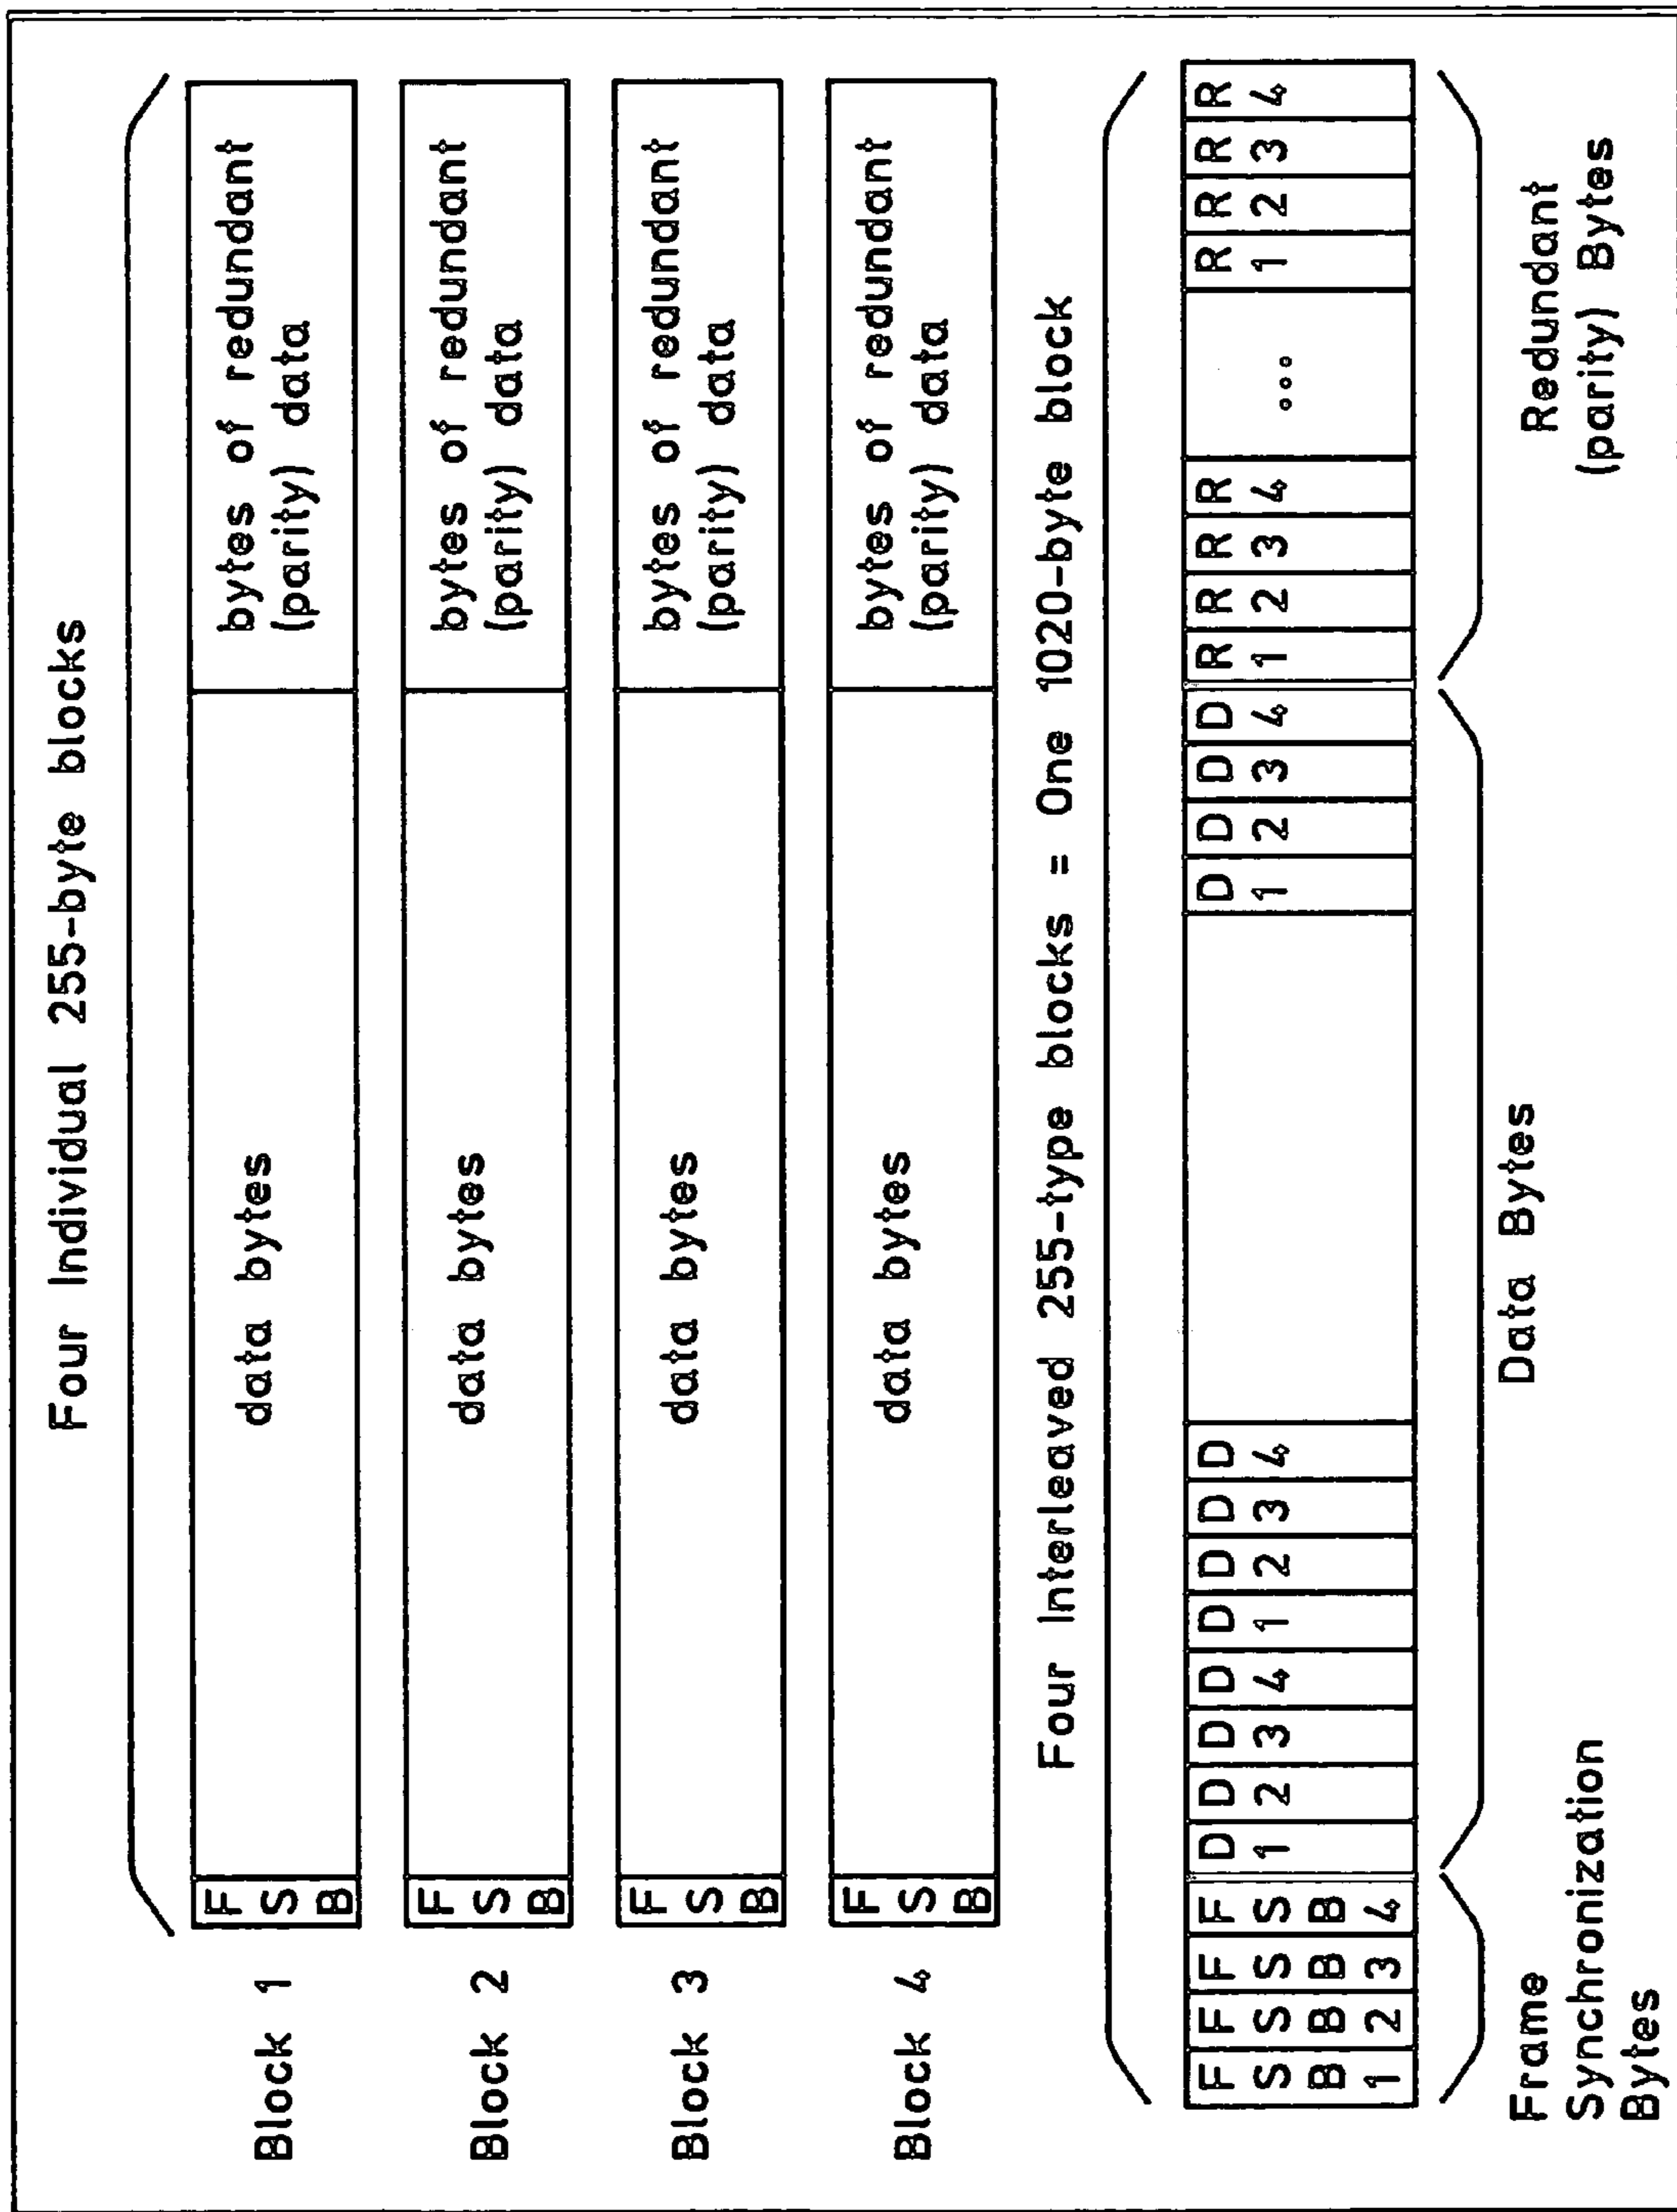 Four Individual 255-byte blocks
Block 1
F
S
B
data bytes
bytes of redundant
(parity) data
Block 2
F
S
B
data bytes
bytes of redundant
(parity) data
Block 3
F
S
B
data bytes
bytes of redundant
(parity) data
Block 4
F
S
B
data bytes
bytes of redundant
(parity) data
Four Interleaved 255-type blocks = One 1020-byte block
F F F F D D D D D D D D D D D D R R R R R R R R
S S S S 1 2 3 4 1 2 3 4 1 2 3 4 1 2 3 4 ... 1 2 3 4
B B B B
1 2 3 4
Frame
Synchronization
Bytes
Data Bytes
Redundant
(parity) Bytes